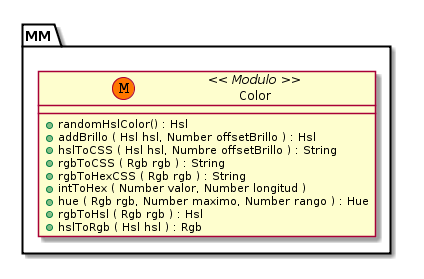 MM
M
<< Modulo >>
Color
randomHslColor() : Hsl
addBrillo ( Hsl hsl, Number offsetBrillo ) : Hsl
hslToCSS ( Hsl hsl, Numbre offsetBrillo ) : String
rgbToCSS ( Rgb rgb ) : String
rgbToHexCSS ( Rgb rgb ) : String
intToHex ( Number valor, Number longitud )
hue ( Rgb rgb, Number maximo, Number rango ) : Hue
rgbToHsl ( Rgb rgb ) : Hsl
hslToRgb ( Hsl hsl ) : Rgb